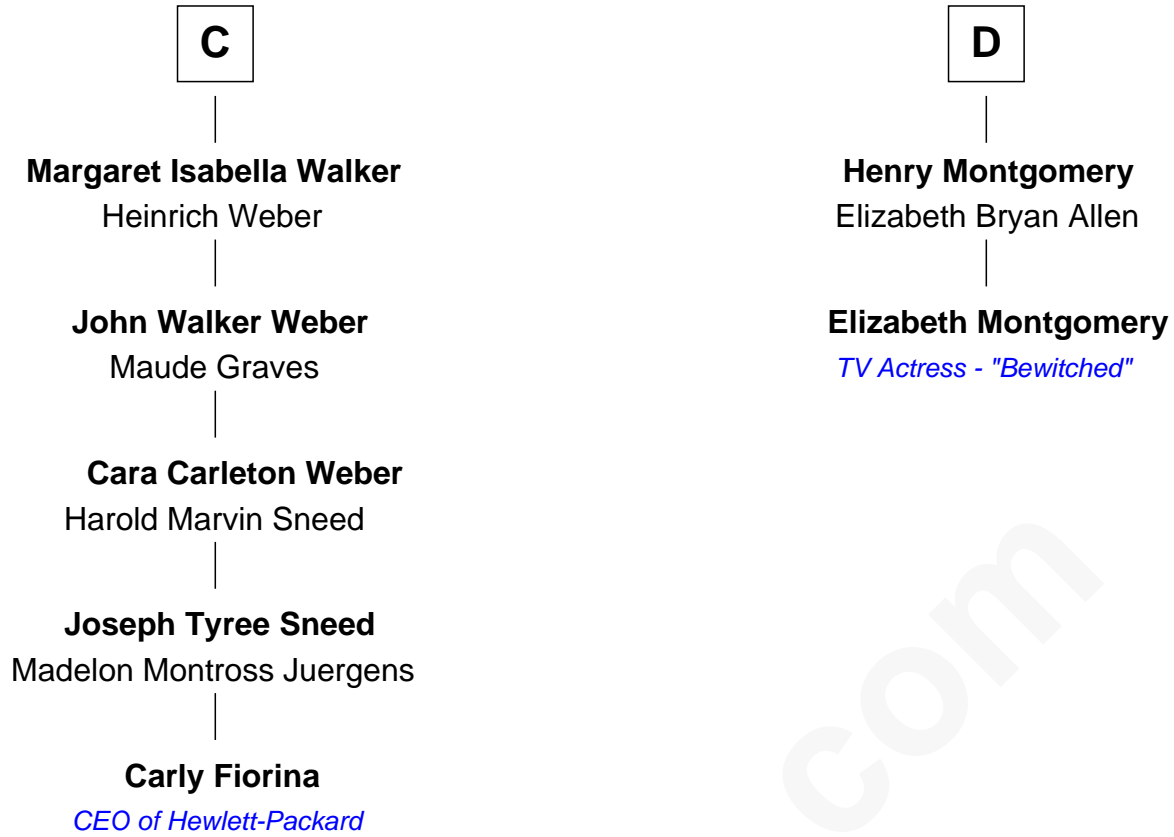 C
Margaret Isabella Walker
Heinrich Weber
John Walker Weber
Maude Graves
Cara Carleton Weber
Harold Marvin Sneed
Joseph Tyree Sneed
Madelon Montross Juergens
Carly Fiorina
CEO of Hewlett-Packard
D
Henry Montgomery
Elizabeth Bryan Allen
Elizabeth Montgomery
TV Actress - "Bewitched"
com